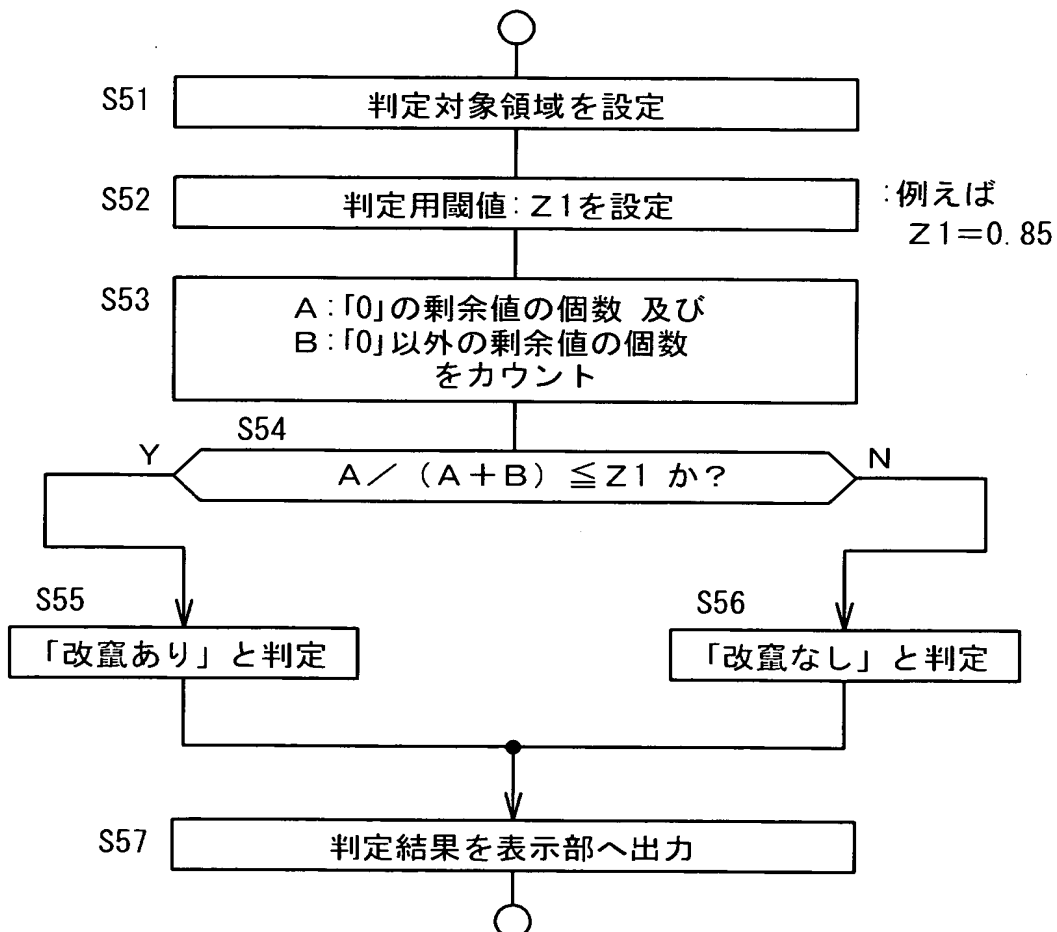 S51
判定対象領域を設定
S52
判定用閾値:Z1を設定
:例えば
Z1=0.85
S53
A:「0」の剰余値の個数 及び
B:「0」以外の剰余値の個数
をカウント
S54
Y
A/(A+B)≦Z1 か?
N
S55
「改竄あり」と判定
S56
「改竄なし」と判定
S57
判定結果を表示部へ出力